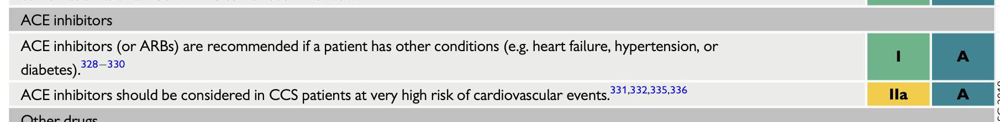 ACE inhibitors
ACE inhibitors (or ARBs) are recommended if a patient has other conditions (e.g. heart failure, hypertension, or
diabetes).328–330
I
A
ACE inhibitors should be considered in CCS patients at very high risk of cardiovascular events.331,332,335,336
IIa
A
Other drugs